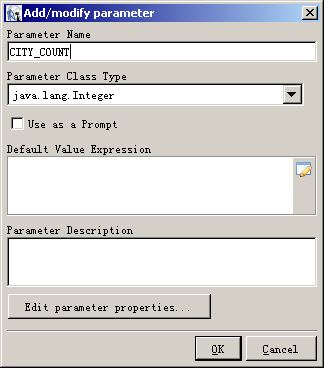 Add/modify parameter
Parameter Name
CITY_COUNT
Parameter Class Type
java.lang.Integer
Use as a Prompt
Default Value Expression
Parameter Description
Edit parameter properties...
OK Cancel